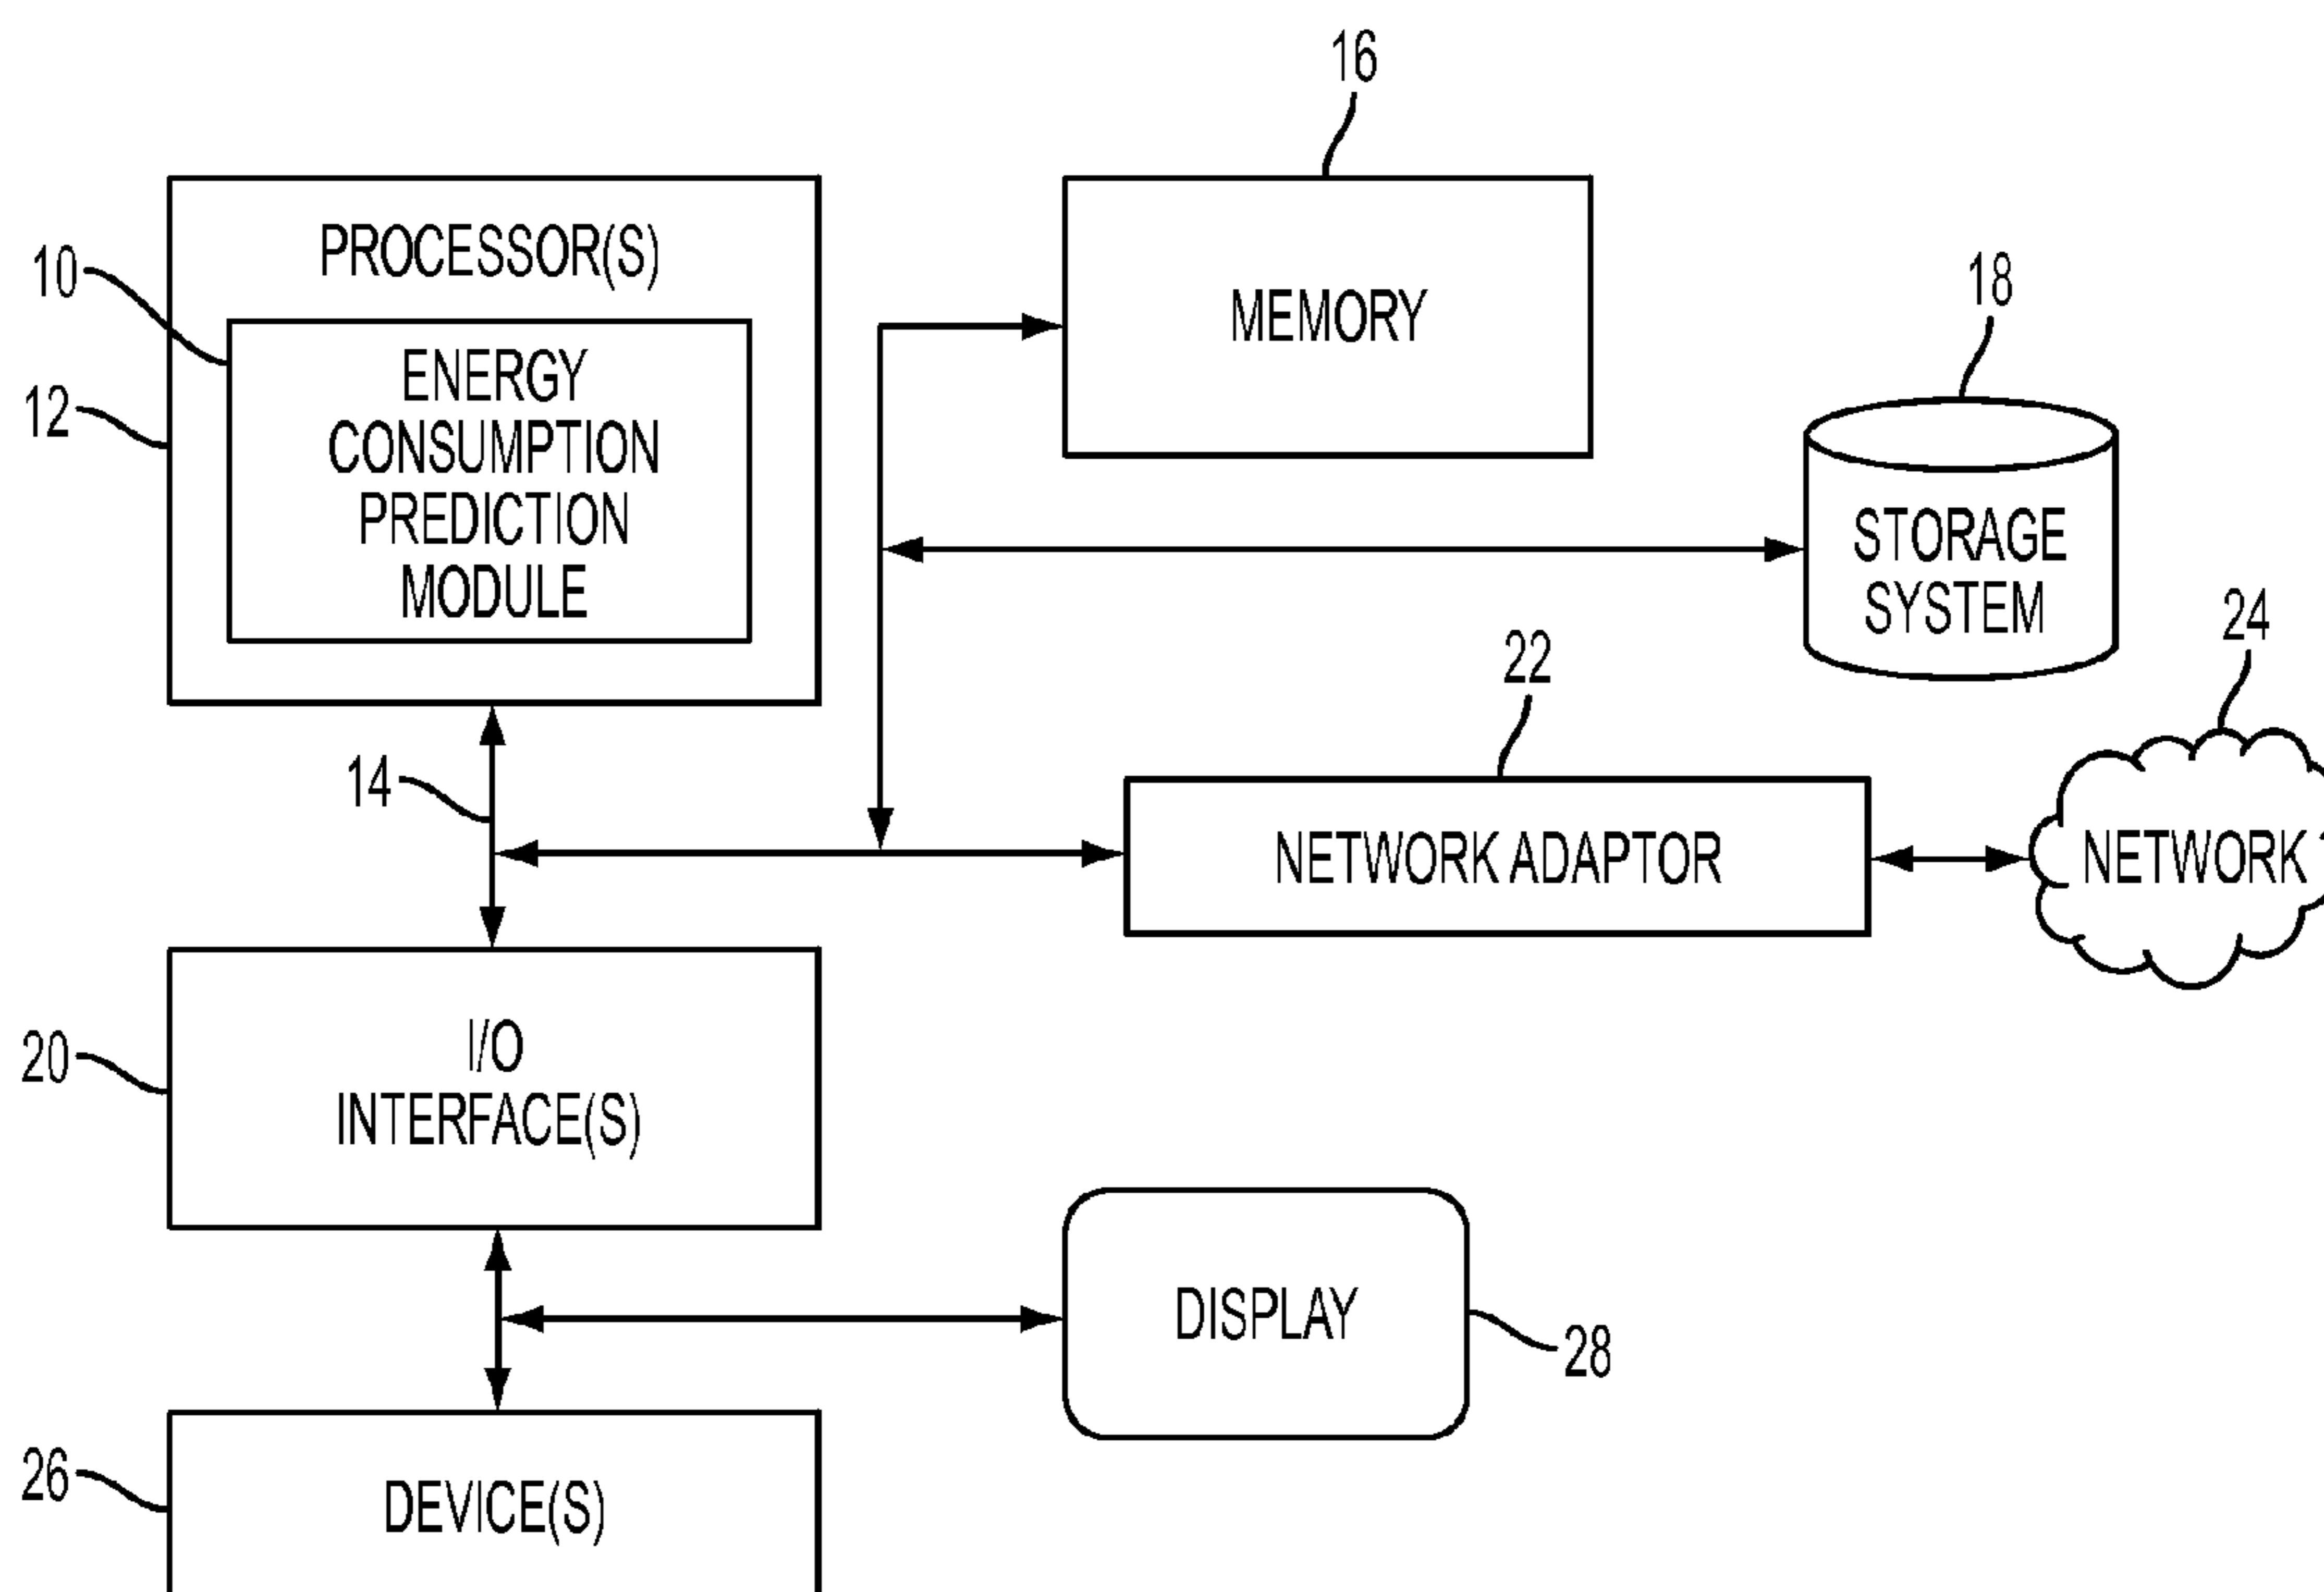 16
PROCESSOR(S)
10
ENERGY
CONSUMPTION
PREDICTION
MODULE
12
MEMORY
18
STORAGE
SYSTEM
24
22
14
NETWORK ADAPTOR
NETWORK
20
I/O
INTERFACE(S)
DISPLAY
28
26
DEVICE(S)